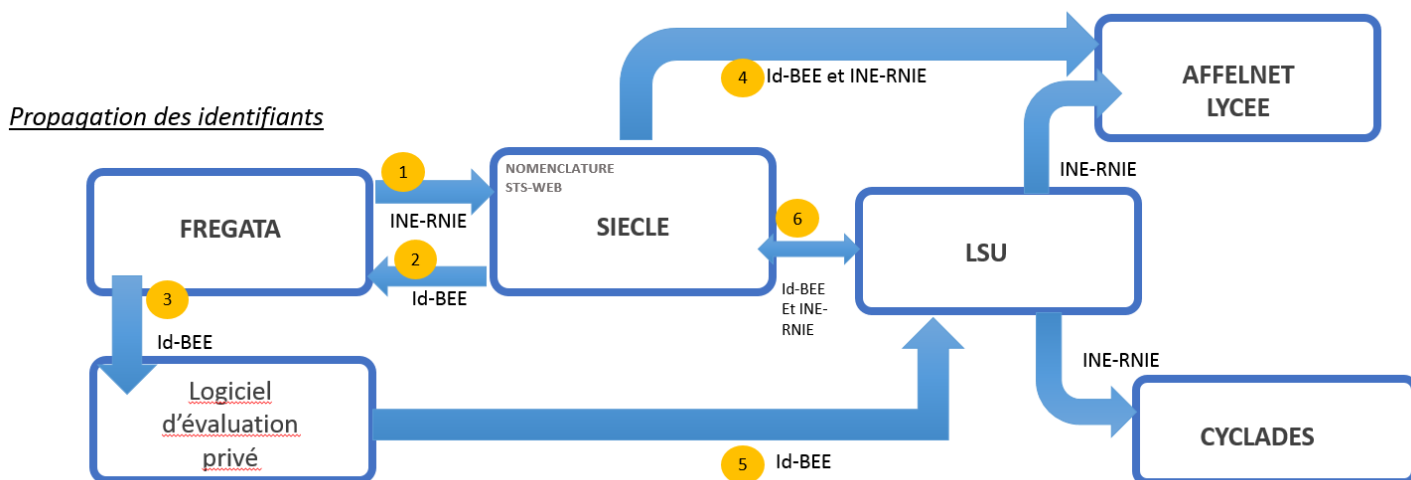 Propagation des identifiants
4
Id-BEE et INE-RNIE
AFFELNET
LYCEE
1
INE-RNIE
NOMENCLATURE
STS-WEB
FREGATA
SIECLE
6
INE-RNIE
LSU
2
Id-BEE
Id-BEE
Et INE-
RNIE
3
Id-BEE
INE-RNIE
Logiciel
d’évaluation
privé
CYCLADES
5
Id-BEE